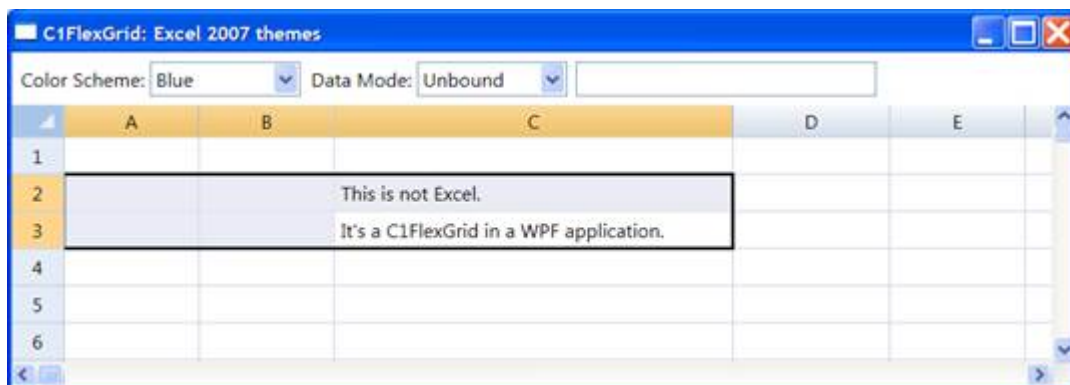 C1FlexGrid: Excel 2007 themes
Color Scheme: Blue Data Mode: Unbound
A B C D E
1
2 This is not Excel.
3 It's a C1FlexGrid in a WPF application.
4
5
6